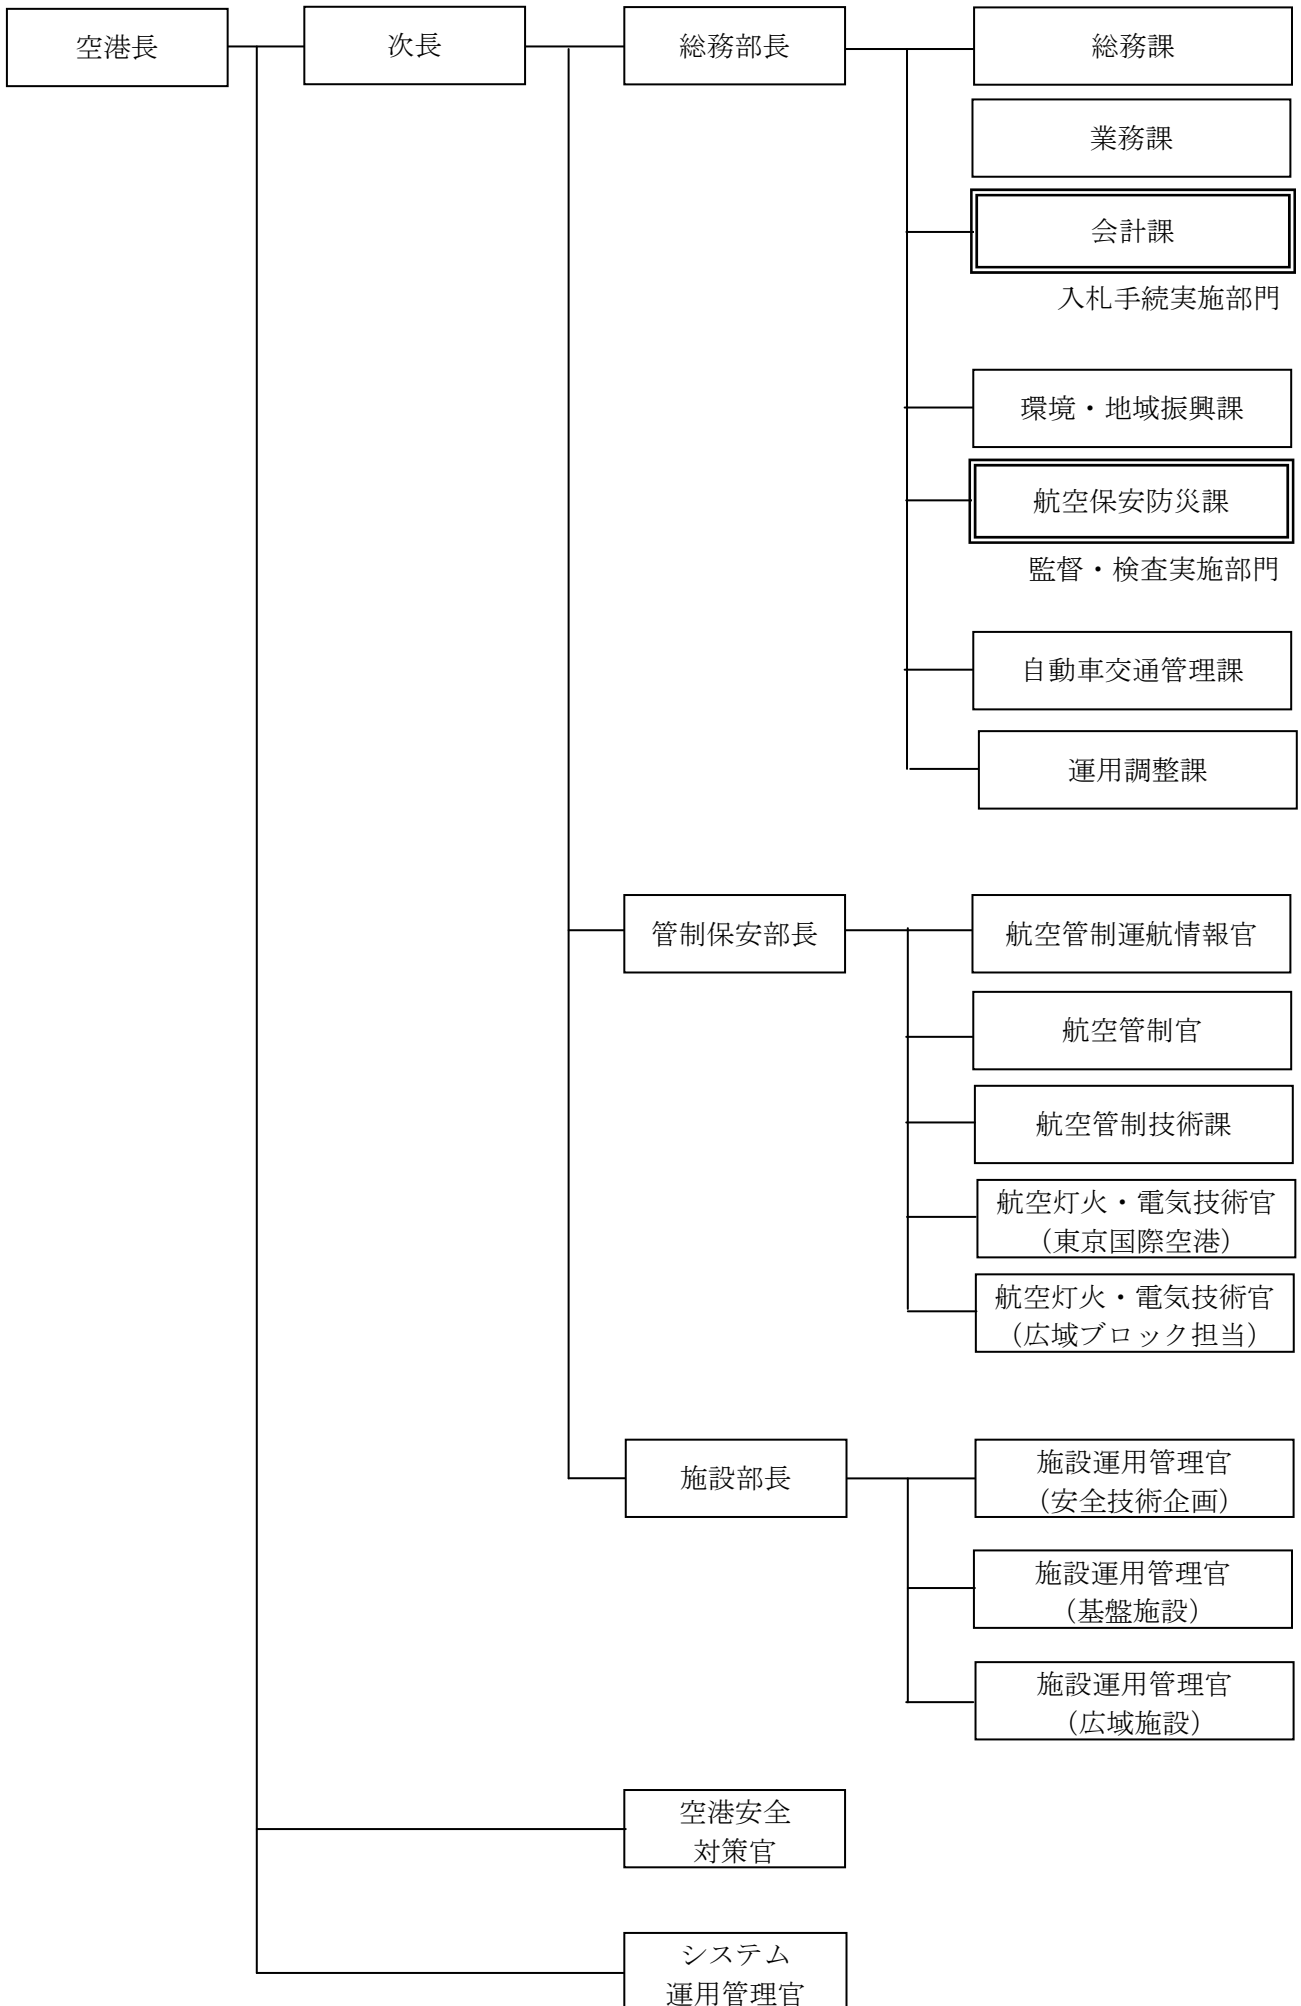 空港長
次長
総務部長
総務課
業務課
会計課
入札手続実施部門
環境・地域振興課
航空保安防災課
監督・検査実施部門
自動車交通管理課
運用調整課
管制保安部長
航空管制運航情報官
航空管制官
航空管制技術課
航空灯火・電気技術官
（東京国際空港）
航空灯火・電気技術官
（広域ブロック担当）
施設部長
施設運用管理官
（安全技術企画）
施設運用管理官
（基盤施設）
施設運用管理官
（広域施設）
空港安全
対策官
システム
運用管理官